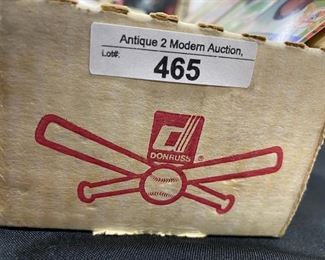 Antique 2 Modern Auction,
Lot#:
465
DONRUSS ®